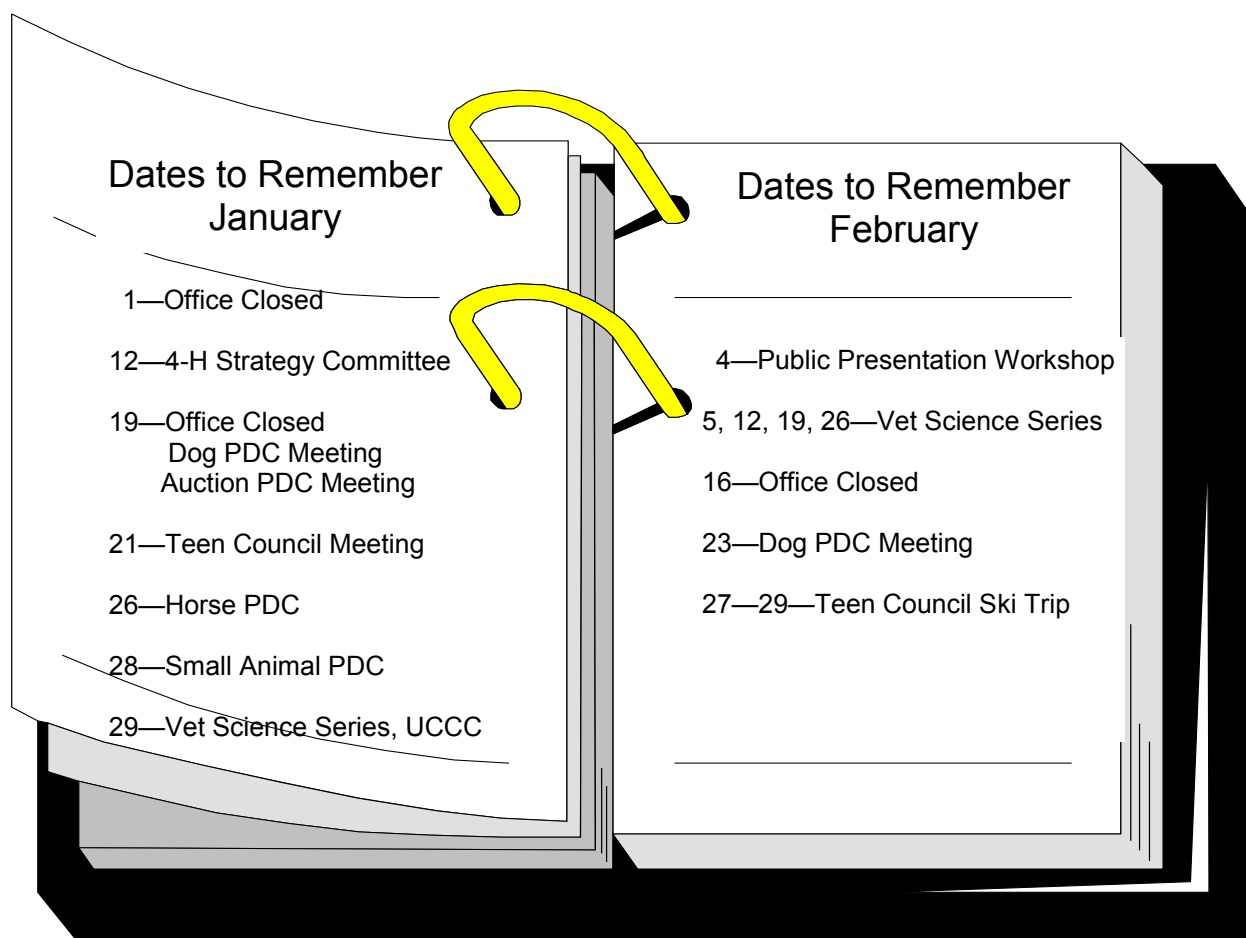 Dates to Remember
January
1—Office Closed
12—4-H Strategy Committee
19—Office Closed
Dog PDC Meeting
Auction PDC Meeting
21—Teen Council Meeting
26—Horse PDC
28—Small Animal PDC
29—Vet Science Series, UCCC
Dates to Remember
February
4—Public Presentation Workshop
5, 12, 19, 26—Vet Science Series
16—Office Closed
23—Dog PDC Meeting
27—29—Teen Council Ski Trip